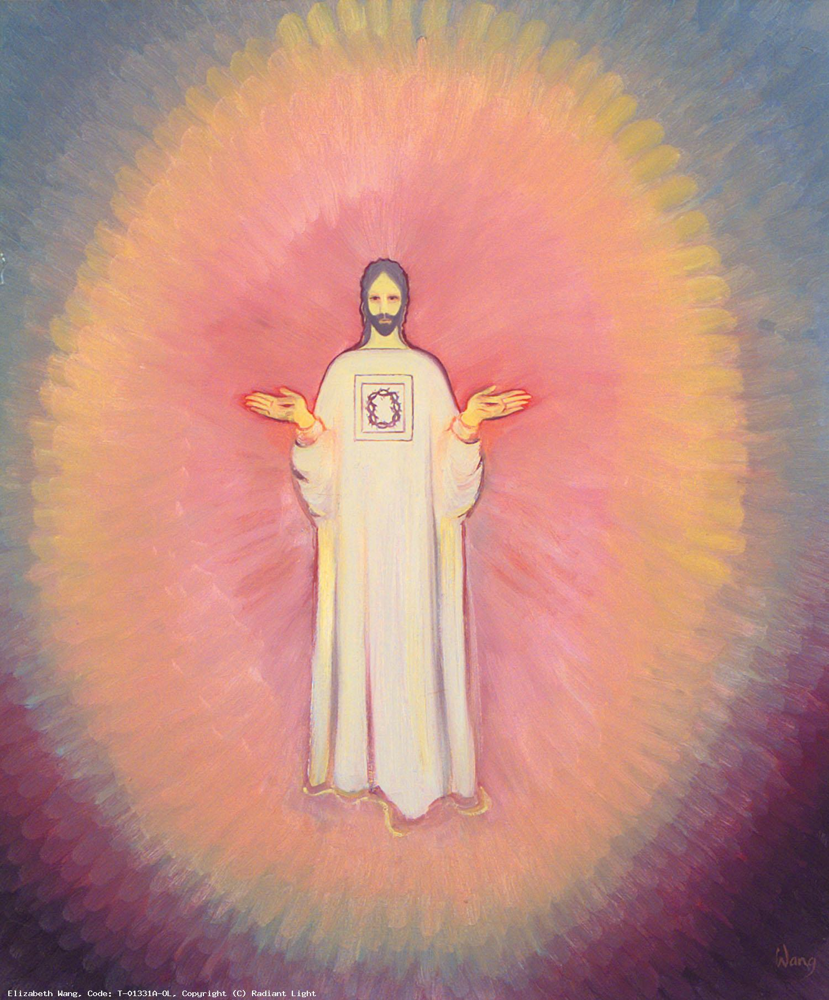 Wang
Elizabeth Wang, Code: T-01331A-OL, Copyright (C) Radiant Light